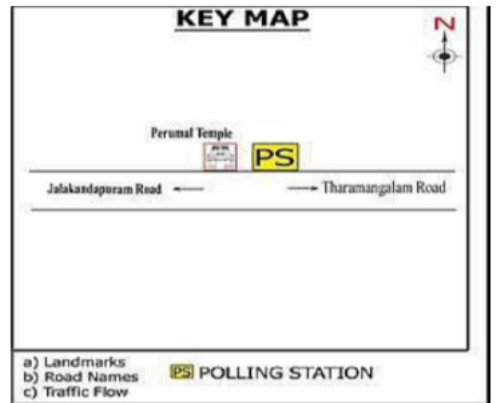 KEY MAP
N
Perumal Temple
PS
Jalakandapuram Road
Tharamangalam Road
a) Landmarks
b) Road Names
PS POLLING STATION
c) Traffic Flow